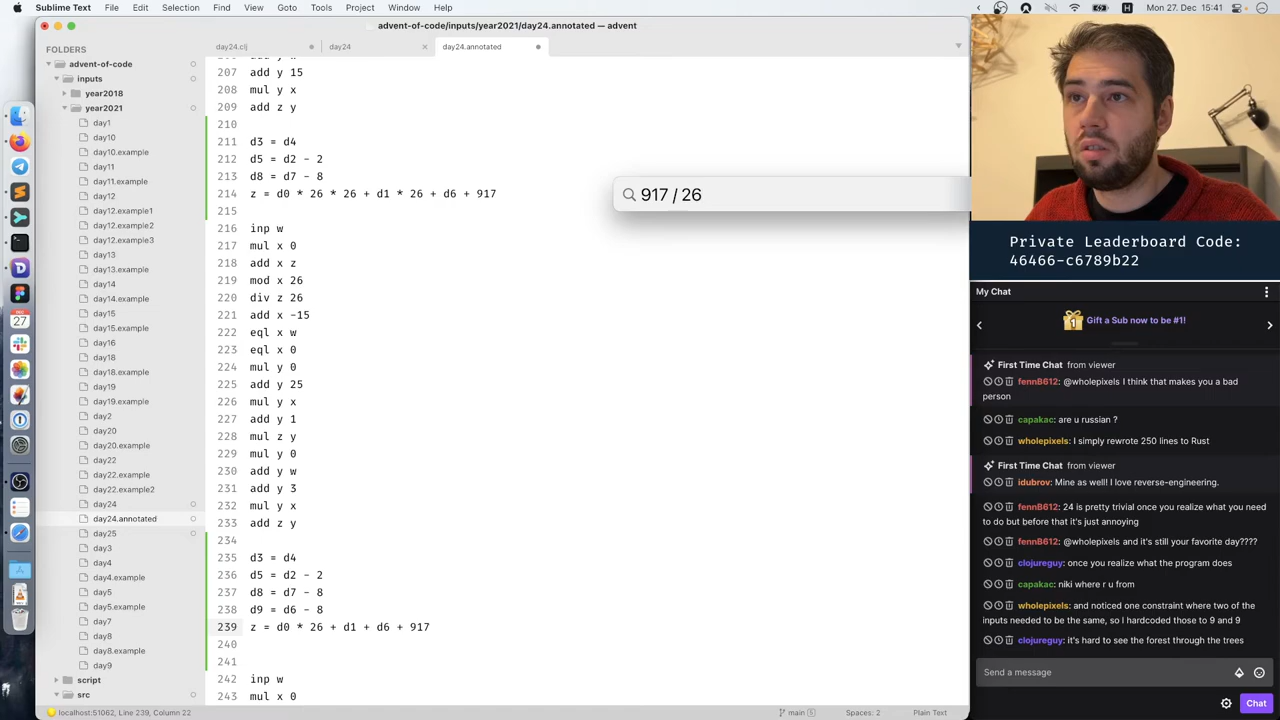 Sublime Text File Edit Selection Find View Goto Tools Project Window Help
Mon 27. Dec 15:41
advent-of-code/inputs/year2021/day24.annotated — advent
FOLDERS
advent-of-code
inputs
year2018
year2021
day1
day10
day10.example
day11
day11.example
day12
day12.example1
day12.example2
day12.example3
day13
day13.example
day14
day14.example
day15
day15.example
day16
day18
day18.example
day19
day19.example
day2
day20
day20.example
day22
day22.example
day22.example2
day24
day24.annotated
day25
day3
day4
day4.example
day5
day5.example
day7
day8
day8.example
day9
script
src
day24.clj day24 day24.annotated
207 add y 15
208 mul y x
209 add z y
210
211 d3 = d4
212 d5 = d2 - 2
213 d8 = d7 - 8
214 z = d0 * 26 * 26 + d1 * 26 + d6 + 917
215
216 inp w
217 mul x 0
218 add x z
219 mod x 26
220 div z 26
221 add x -15
222 eql x w
223 eql x 0
224 mul y 0
225 add y 25
226 mul y x
227 add y 1
228 mul z y
229 mul y 0
230 add y w
231 add y 3
232 mul y x
233 add z y
234
235 d3 = d4
236 d5 = d2 - 2
237 d8 = d7 - 8
238 d9 = d6 - 8
239 z = d0 * 26 + d1 + d6 + 917
240
241
242 inp w
243 mul x 0
917 / 26
localhost:51062, Line 239, Column 22
main 5 Spaces: 2 Plain Text
DEC
27
Private Leaderboard Code:
46466-c6789b22
My Chat
1 Gift a Sub now to be #1!
First Time Chat from viewer
fennB612: @wholepixels I think that makes you a bad
person
capakac: are u russian ?
wholepixels: I simply rewrote 250 lines to Rust
First Time Chat from viewer
idubrov: Mine as well! I love reverse-engineering.
fennB612: 24 is pretty trivial once you realize what you need
to do but before that it's just annoying
fennB612: @wholepixels and it's still your favorite day????
clojureguy: once you realize what the program does
capakac: niki where r u from
wholepixels: and noticed one constraint where two of the
inputs needed to be the same, so I hardcoded those to 9 and 9
clojureguy: it's hard to see the forest through the trees
Send a message
Chat